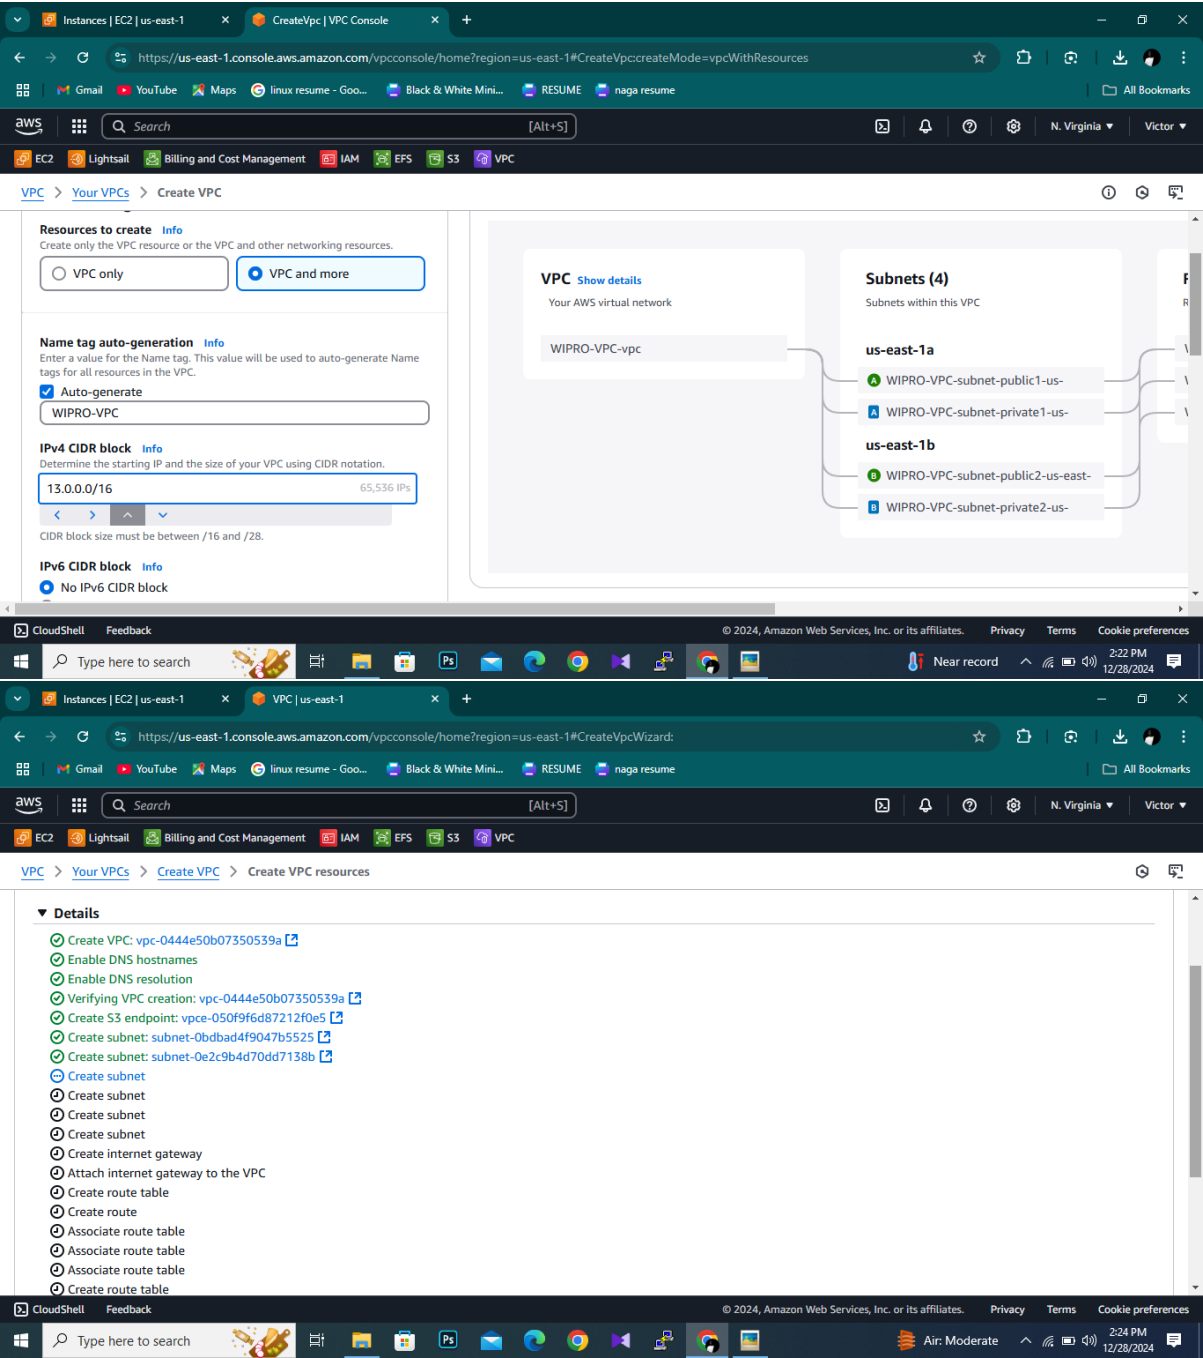 Instances | EC2 | us-east-1
CreateVpc | VPC Console
https://us-east-1.console.aws.amazon.com/vpcconsole/home?region=us-east-1#CreateVpc:createMode=vpcWithResources
Gmail YouTube Maps linux resume - Goo... Black & White Mini... RESUME naga resume All Bookmarks
aws Search [Alt+S] N. Virginia ▼ Victor ▼
EC2 Lightsail Billing and Cost Management IAM EFS S3 VPC
VPC > Your VPCs > Create VPC
Resources to create Info
Create only the VPC resource or the VPC and other networking resources.
VPC only
VPC and more
Name tag auto-generation Info
Enter a value for the Name tag. This value will be used to auto-generate Name
tags for all resources in the VPC.
Auto-generate
WIPRO-VPC
IPv4 CIDR block Info
Determine the starting IP and the size of your VPC using CIDR notation.
13.0.0.0/16 65,536 IPs
CIDR block size must be between /16 and /28.
IPv6 CIDR block Info
No IPv6 CIDR block
VPC Show details
Your AWS virtual network
WIPRO-VPC-vpc
Subnets (4)
Subnets within this VPC
us-east-1a
A WIPRO-VPC-subnet-public1-us-
A WIPRO-VPC-subnet-private1-us-
us-east-1b
B WIPRO-VPC-subnet-public2-us-east-
B WIPRO-VPC-subnet-private2-us-
CloudShell Feedback © 2024, Amazon Web Services, Inc. or its affiliates. Privacy Terms Cookie preferences
Type here to search Ps Near record 2:22 PM
12/28/2024
Instances | EC2 | us-east-1
VPC | us-east-1
https://us-east-1.console.aws.amazon.com/vpcconsole/home?region=us-east-1#CreateVpcWizard:
Gmail YouTube Maps linux resume - Goo... Black & White Mini... RESUME naga resume All Bookmarks
aws Search [Alt+S] N. Virginia ▼ Victor ▼
EC2 Lightsail Billing and Cost Management IAM EFS S3 VPC
VPC > Your VPCs > Create VPC > Create VPC resources
▼ Details
Create VPC: vpc-0444e50b07350539a
Enable DNS hostnames
Enable DNS resolution
Verifying VPC creation: vpc-0444e50b07350539a
Create S3 endpoint: vpce-050f9f6d87212f0e5
Create subnet: subnet-0bdbad4f9047b5525
Create subnet: subnet-0e2c9b4d70dd7138b
Create subnet
Create subnet
Create subnet
Create subnet
Create internet gateway
Attach internet gateway to the VPC
Create route table
Create route
Associate route table
Associate route table
Associate route table
Create route table
CloudShell Feedback © 2024, Amazon Web Services, Inc. or its affiliates. Privacy Terms Cookie preferences
Type here to search Ps Air: Moderate 2:24 PM
12/28/2024